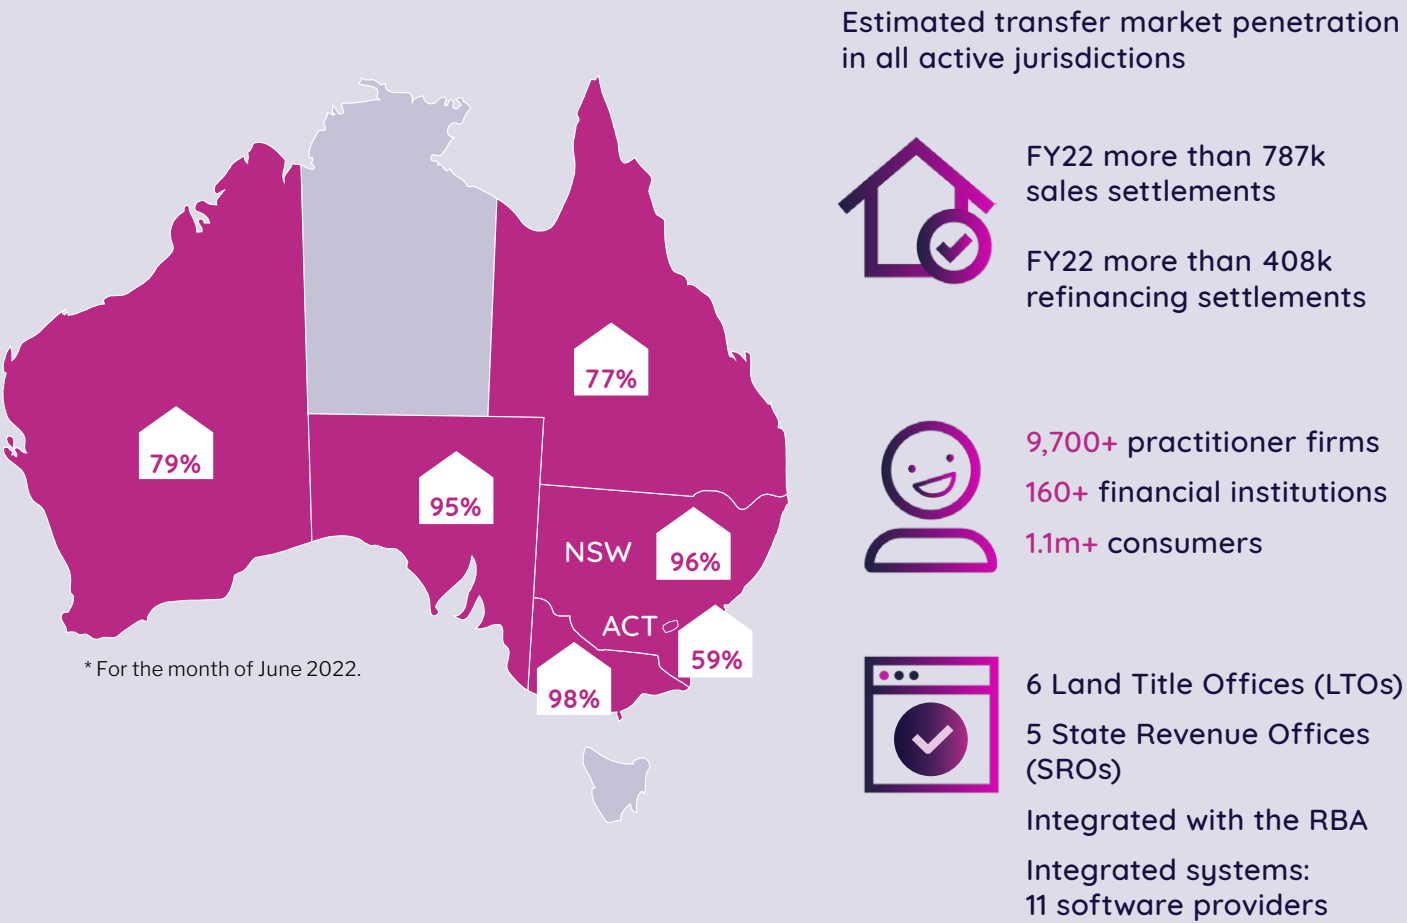 Estimated transfer market penetration
in all active jurisdictions
77%
79%
95%
NSW
96%
ACT
59%
98%
* For the month of June 2022.
FY22 more than 787k
sales settlements
FY22 more than 408k
refinancing settlements
9,700+ practitioner firms
160+ financial institutions
1.1m+ consumers
6 Land Title Offices (LTOs)
5 State Revenue Offices
(SROs)
Integrated with the RBA
Integrated systems:
11 software providers